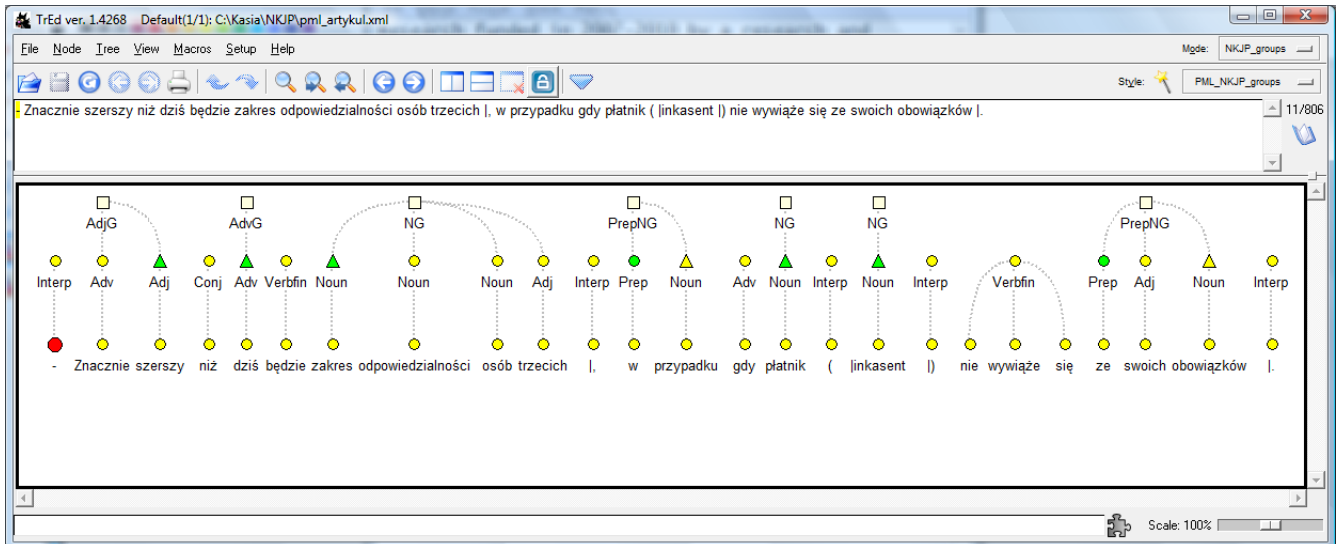 TrEd ver. 1.4268 Default(1/1): C:\Kasia\NKJP\pml_artykul.xml
File Node Tree View Macros Setup Help
Mode: NKJP_groups
Style: PML_NKJP_groups
- Znacznie szerszy niż dziś będzie zakres odpowiedzialności osób trzecich |, w przypadku gdy płatnik ( |inkasent |) nie wywiąże się ze swoich obowiązków |.
11/806
AdjG AdvG NG PrepNG NG NG PrepNG
Interp Adv Adj Conj Adv Verbfin Noun Noun Noun Adj Interp Prep Noun Adv Noun Interp Noun Interp Verbfin Prep Adj Noun Interp
- Znacznie szerszy niż dziś będzie zakres odpowiedzialności osób trzecich |, w przypadku gdy płatnik ( |inkasent |) nie wywiąże się ze swoich obowiązków |.
Scale: 100%